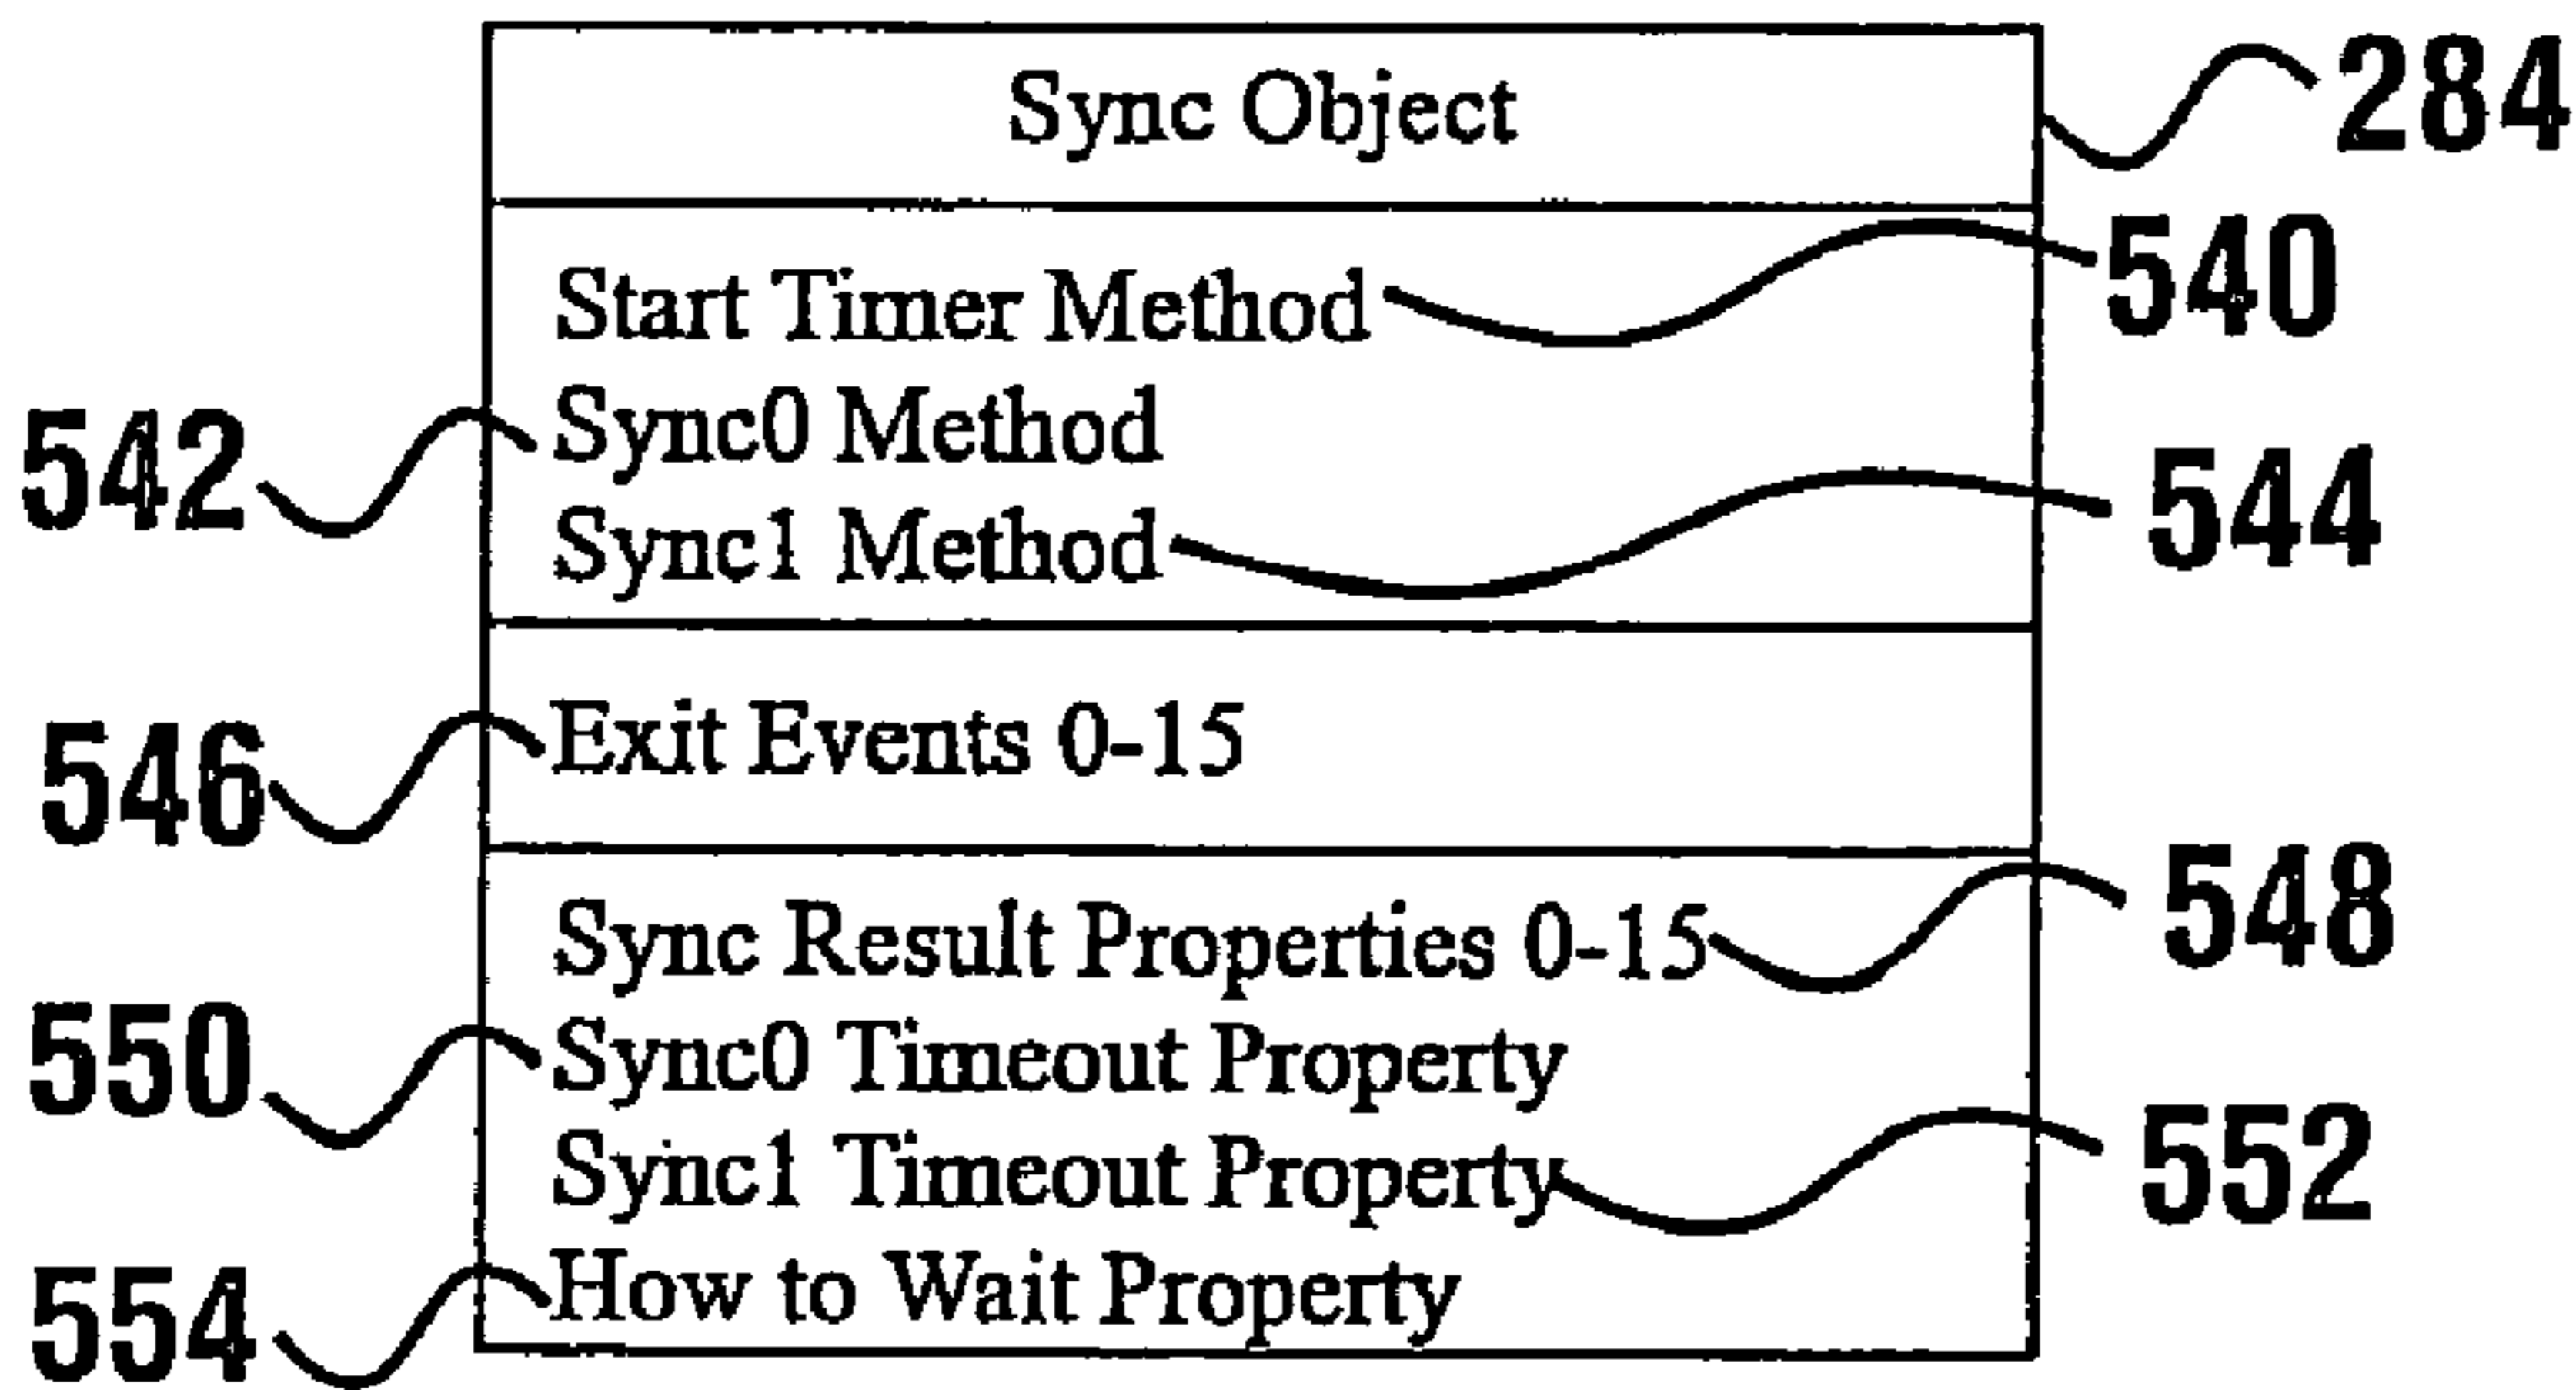 Sync Object 284
Start Timer Method 540
542 Sync0 Method
Sync1 Method 544
546 Exit Events 0-15
Sync Result Properties 0-15 548
550 Sync0 Timeout Property
Sync1 Timeout Property 552
554 How to Wait Property